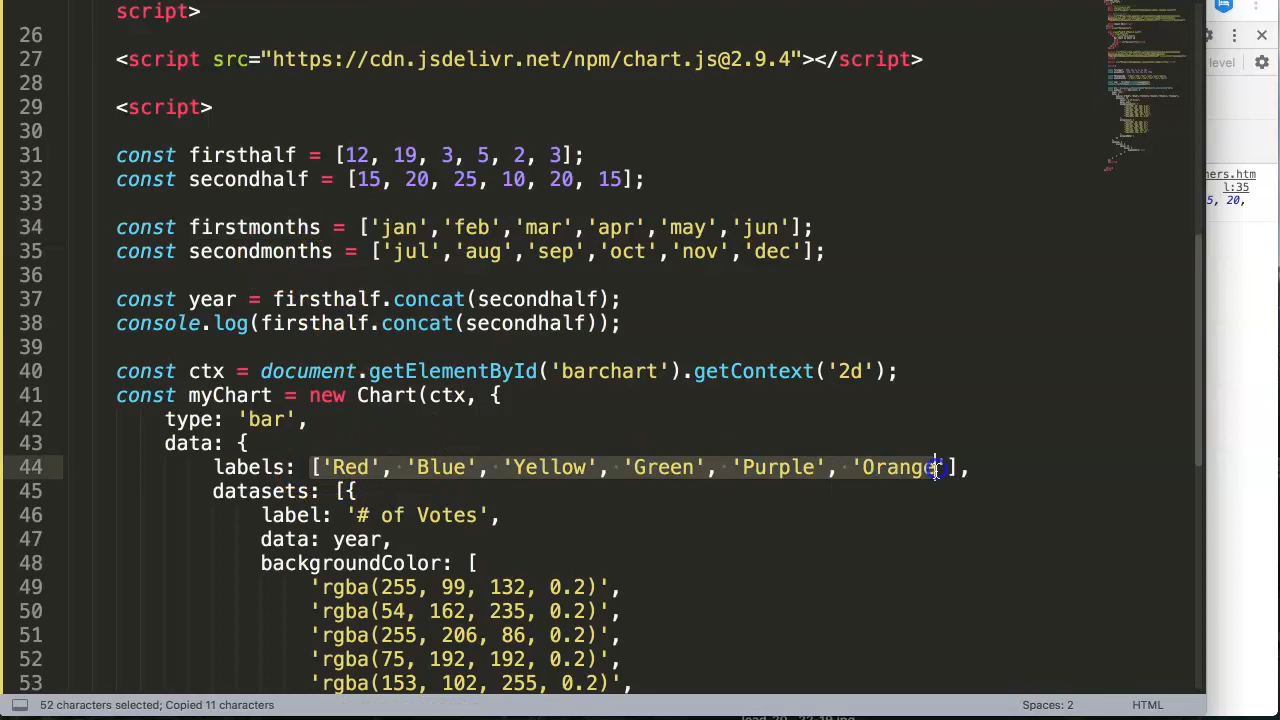 script>
26
27 <script src="https://cdn.jsdelivr.net/npm/chart.js@2.9.4"></script>
28
29 <script>
30
31 const firsthalf = [12, 19, 3, 5, 2, 3];
32 const secondhalf = [15, 20, 25, 10, 20, 15];
33
34 const firstmonths = ['jan','feb','mar','apr','may','jun'];
35 const secondmonths = ['jul','aug','sep','oct','nov','dec'];
36
37 const year = firsthalf.concat(secondhalf);
38 console.log(firsthalf.concat(secondhalf));
39
40 const ctx = document.getElementById('barchart').getContext('2d');
41 const myChart = new Chart(ctx, {
42 type: 'bar',
43 data: {
44 labels: ['Red', 'Blue', 'Yellow', 'Green', 'Purple', 'Orange'],
45 datasets: [{
46 label: '# of Votes',
47 data: year,
48 backgroundColor: [
49 'rgba(255, 99, 132, 0.2)',
50 'rgba(54, 162, 235, 0.2)',
51 'rgba(255, 206, 86, 0.2)',
52 'rgba(75, 192, 192, 0.2)',
53 'rgba(153, 102, 255, 0.2)',
52 characters selected; Copied 11 characters
Spaces: 2
HTML
level
ners.htm
l:35
5, 20,